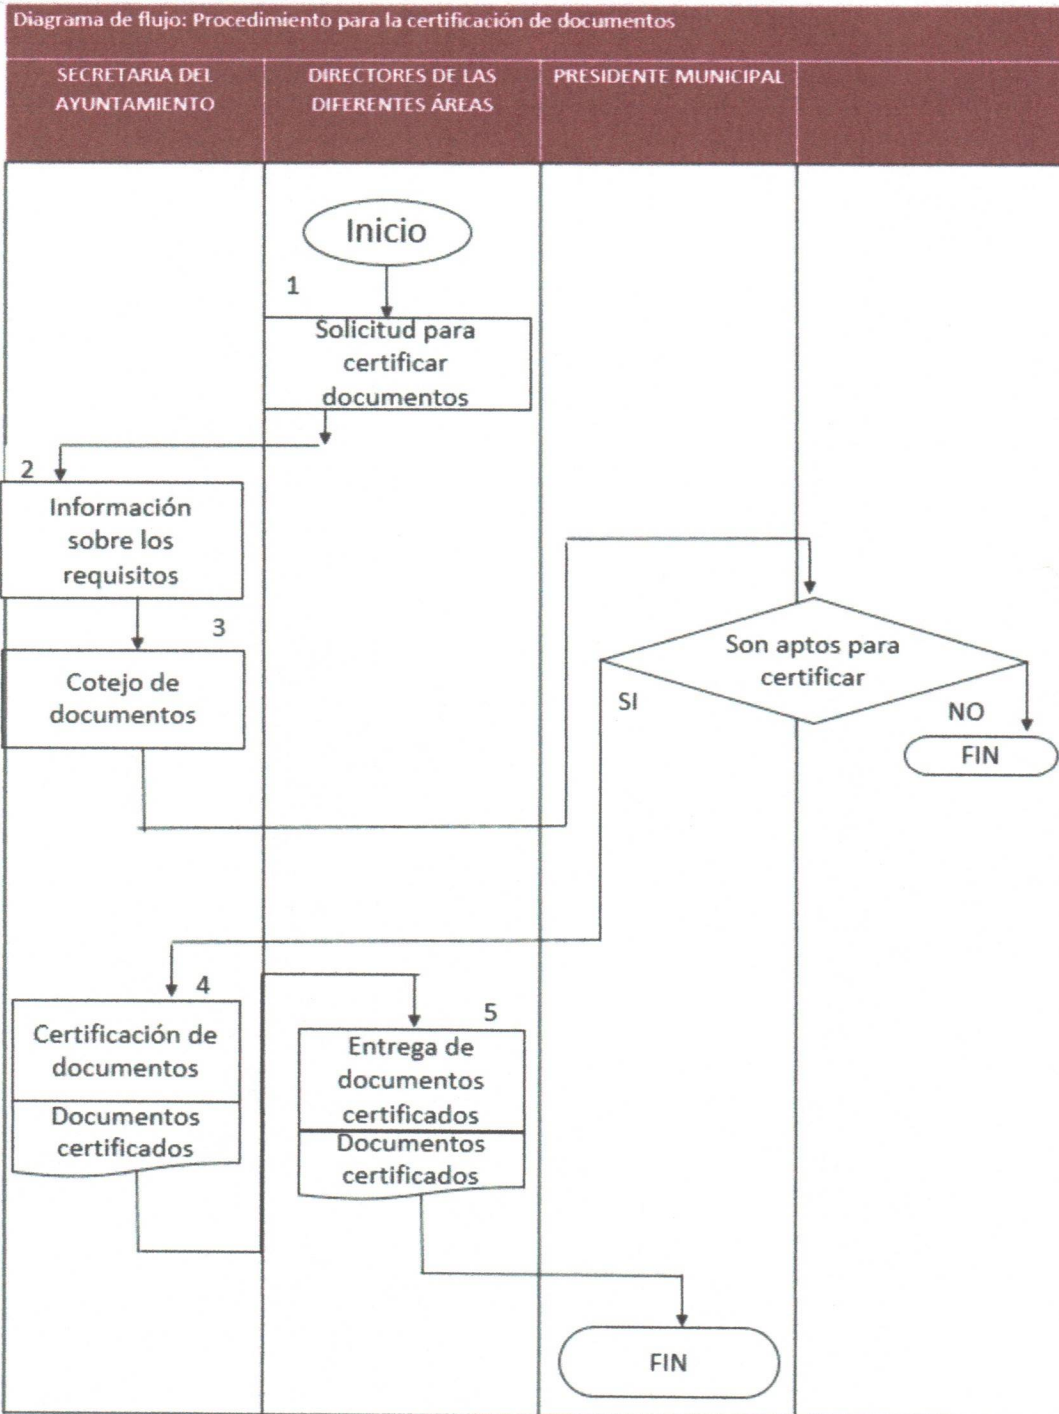 Diagrama de flujo: Procedimiento para la certificación de documentos
SECRETARIA DEL
AYUNTAMIENTO
DIRECTORES DE LAS
DIFERENTES ÁREAS
PRESIDENTE MUNICIPAL
Inicio
1
Solicitud para
certificar
documentos
2
Información
sobre los
requisitos
3
Cotejo de
documentos
Son aptos para
certificar
SI
NO
FIN
4
Certificación de
documentos
Documentos
certificados
5
Entrega de
documentos
certificados
Documentos
certificados
FIN